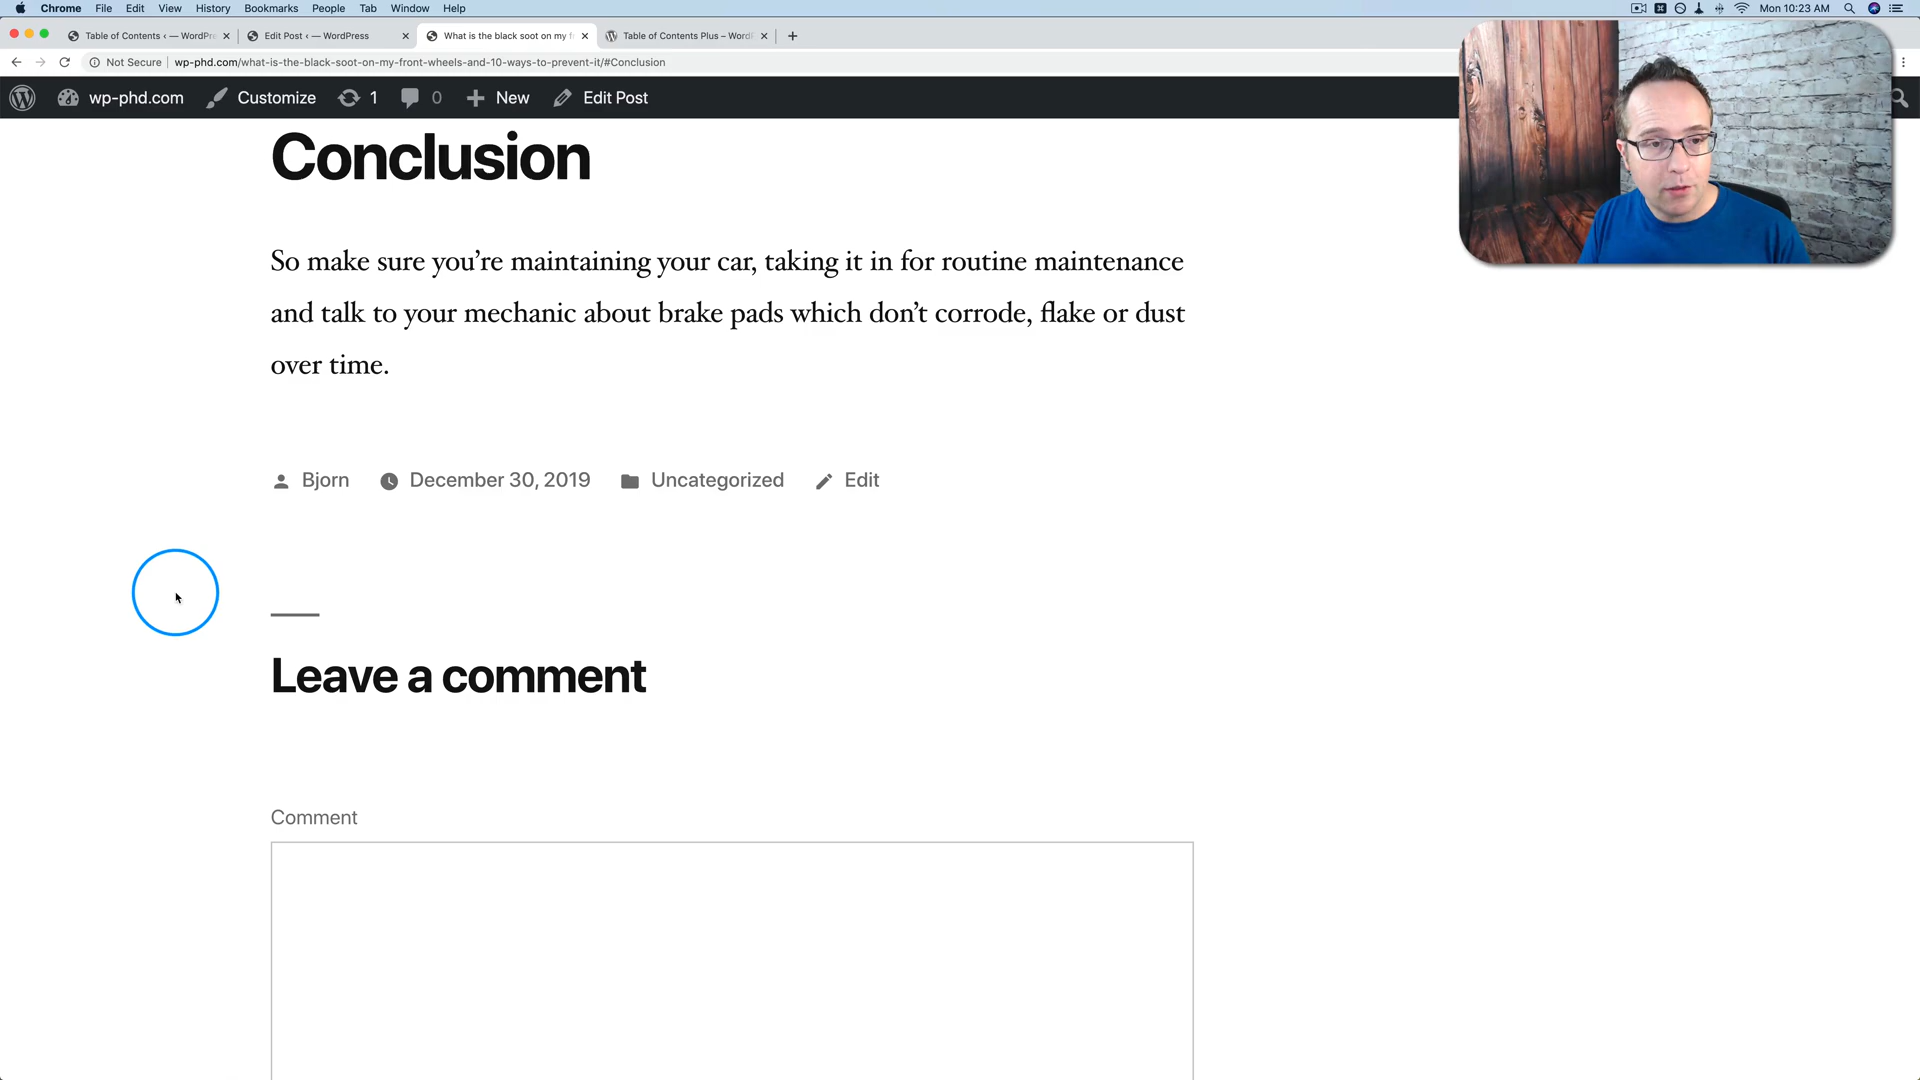 Chrome File Edit View History Bookmarks People Tab Window Help Mon 10:23 AM
Table of Contents ‹ — WordPre Edit Post ‹ — WordPress What is the black soot on my f Table of Contents Plus – Word
Not Secure wp-phd.com/what-is-the-black-soot-on-my-front-wheels-and-10-ways-to-prevent-it/#Conclusion
wp-phd.com Customize 1 0 New Edit Post
Conclusion
So make sure you’re maintaining your car, taking it in for routine maintenance
and talk to your mechanic about brake pads which don’t corrode, flake or dust
over time.
Bjorn December 30, 2019 Uncategorized Edit
Leave a comment
Comment